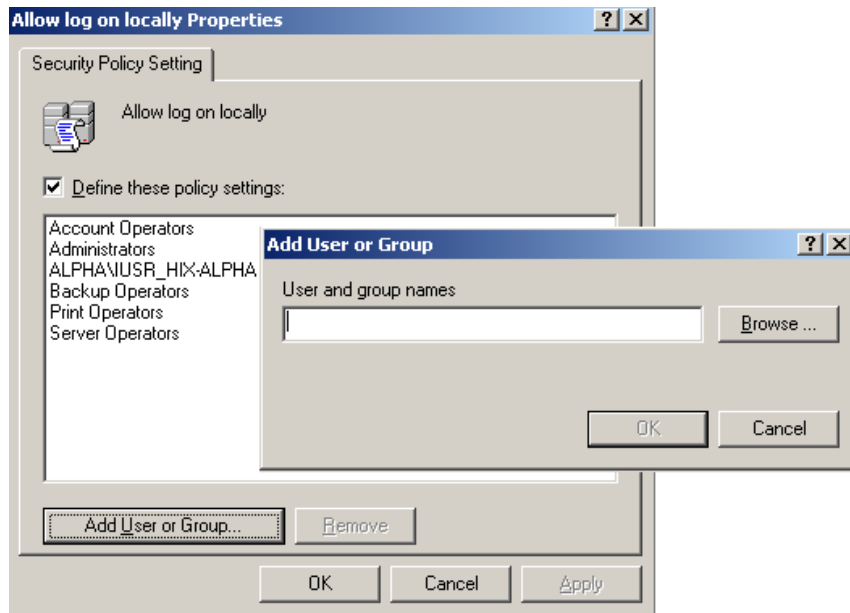 Allow log on locally Properties
Security Policy Setting
Allow log on locally
Define these policy settings:
Account Operators
Administrators
ALPHA\IUSR_HIX-ALPHA
Backup Operators
Print Operators
Server Operators
Add User or Group
User and group names
Browse ...
OK
Cancel
Add User or Group...
Remove
OK
Cancel
Apply